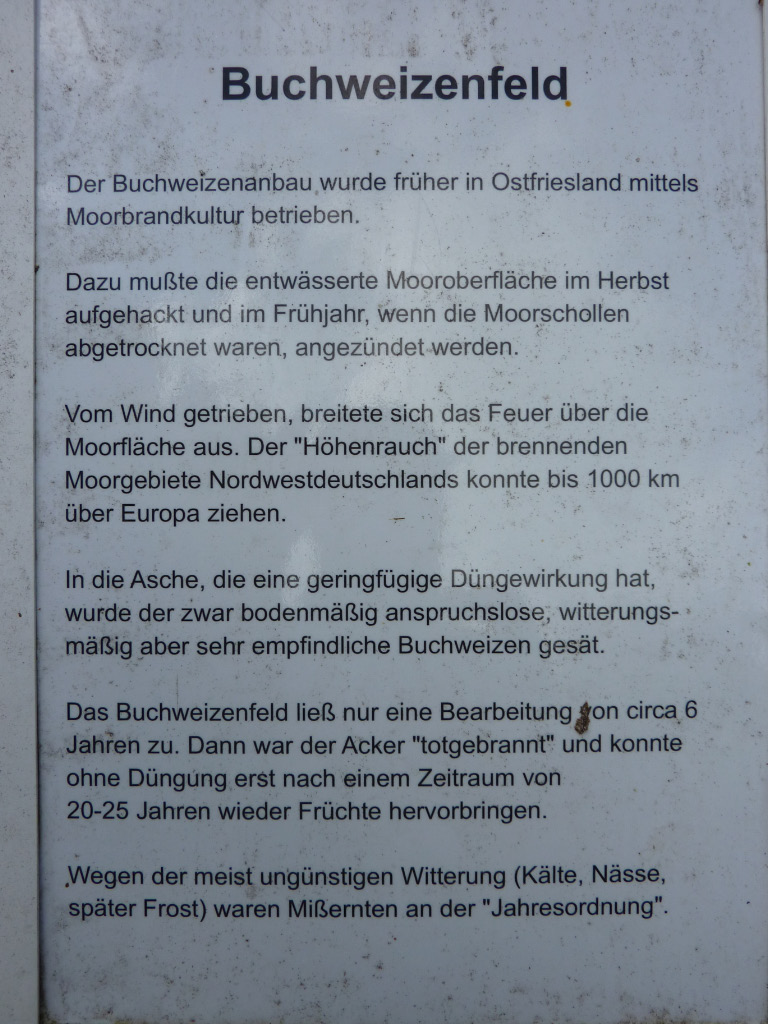 Buchweizenfeld
Der Buchweizenanbau wurde früher in Ostfriesland mittels
Moorbrandkultur betrieben.
Dazu mußte die entwässerte Mooroberfläche im Herbst
aufgehackt und im Frühjahr, wenn die Moorschollen
abgetrocknet waren, angezündet werden.
Vom Wind getrieben, breitete sich das Feuer über die
Moorfläche aus. Der "Höhenrauch" der brennenden
Moorgebiete Nordwestdeutschlands konnte bis 1000 km
über Europa ziehen.
In die Asche, die eine geringfügige Düngewirkung hat,
wurde der zwar bodenmäßig anspruchslose, witterungs-
mäßig aber sehr empfindliche Buchweizen gesät.
Das Buchweizenfeld ließ nur eine Bearbeitung von circa 6
Jahren zu. Dann war der Acker "totgebrannt" und konnte
ohne Düngung erst nach einem Zeitraum von
20-25 Jahren wieder Früchte hervorbringen.
Wegen der meist ungünstigen Witterung (Kälte, Nässe,
später Frost) waren Mißernten an der "Jahresordnung".